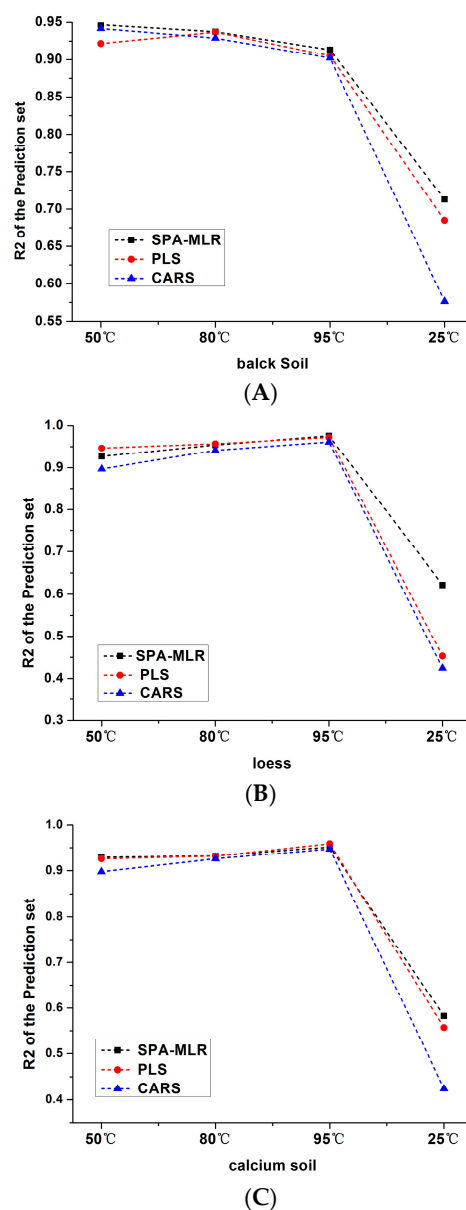 0.95
0.90
0.85
0.80
0.75
0.70
0.65
0.60
0.55
R2 of the Prediction set
SPA-MLR
PLS
CARS
50℃ 80℃ 95℃ 25℃
balck Soil
(A)
1.0
0.9
0.8
0.7
0.6
0.5
0.4
0.3
R2 of the Prediction set
SPA-MLR
PLS
CARS
50℃ 80℃ 95℃ 25℃
loess
(B)
1.0
0.9
0.8
0.7
0.6
0.5
0.4
R2 of the Prediction set
SPA-MLR
PLS
CARS
50℃ 80℃ 95℃ 25℃
calcium soil
(C)